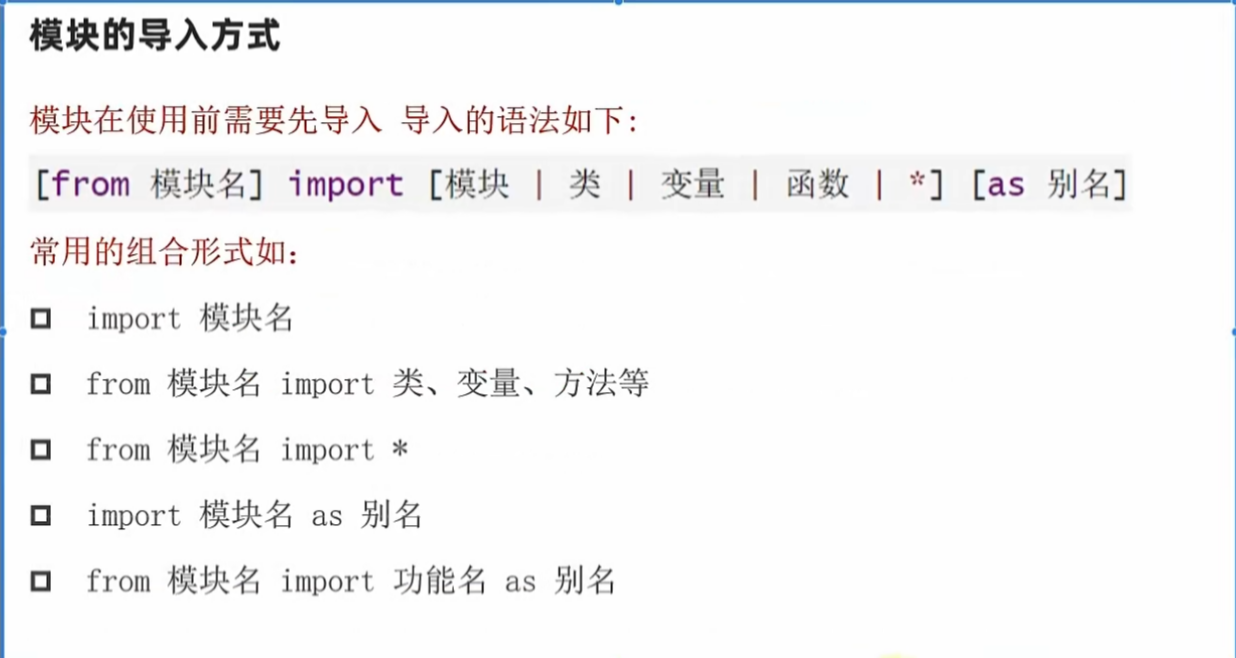 模块的导入方式
模块在使用前需要先导入 导入的语法如下:
[from 模块名] import [模块 | 类 | 变量 | 函数 | *] [as 别名]
常用的组合形式如:
import 模块名
from 模块名 import 类、变量、方法等
from 模块名 import *
import 模块名 as 别名
from 模块名 import 功能名 as 别名